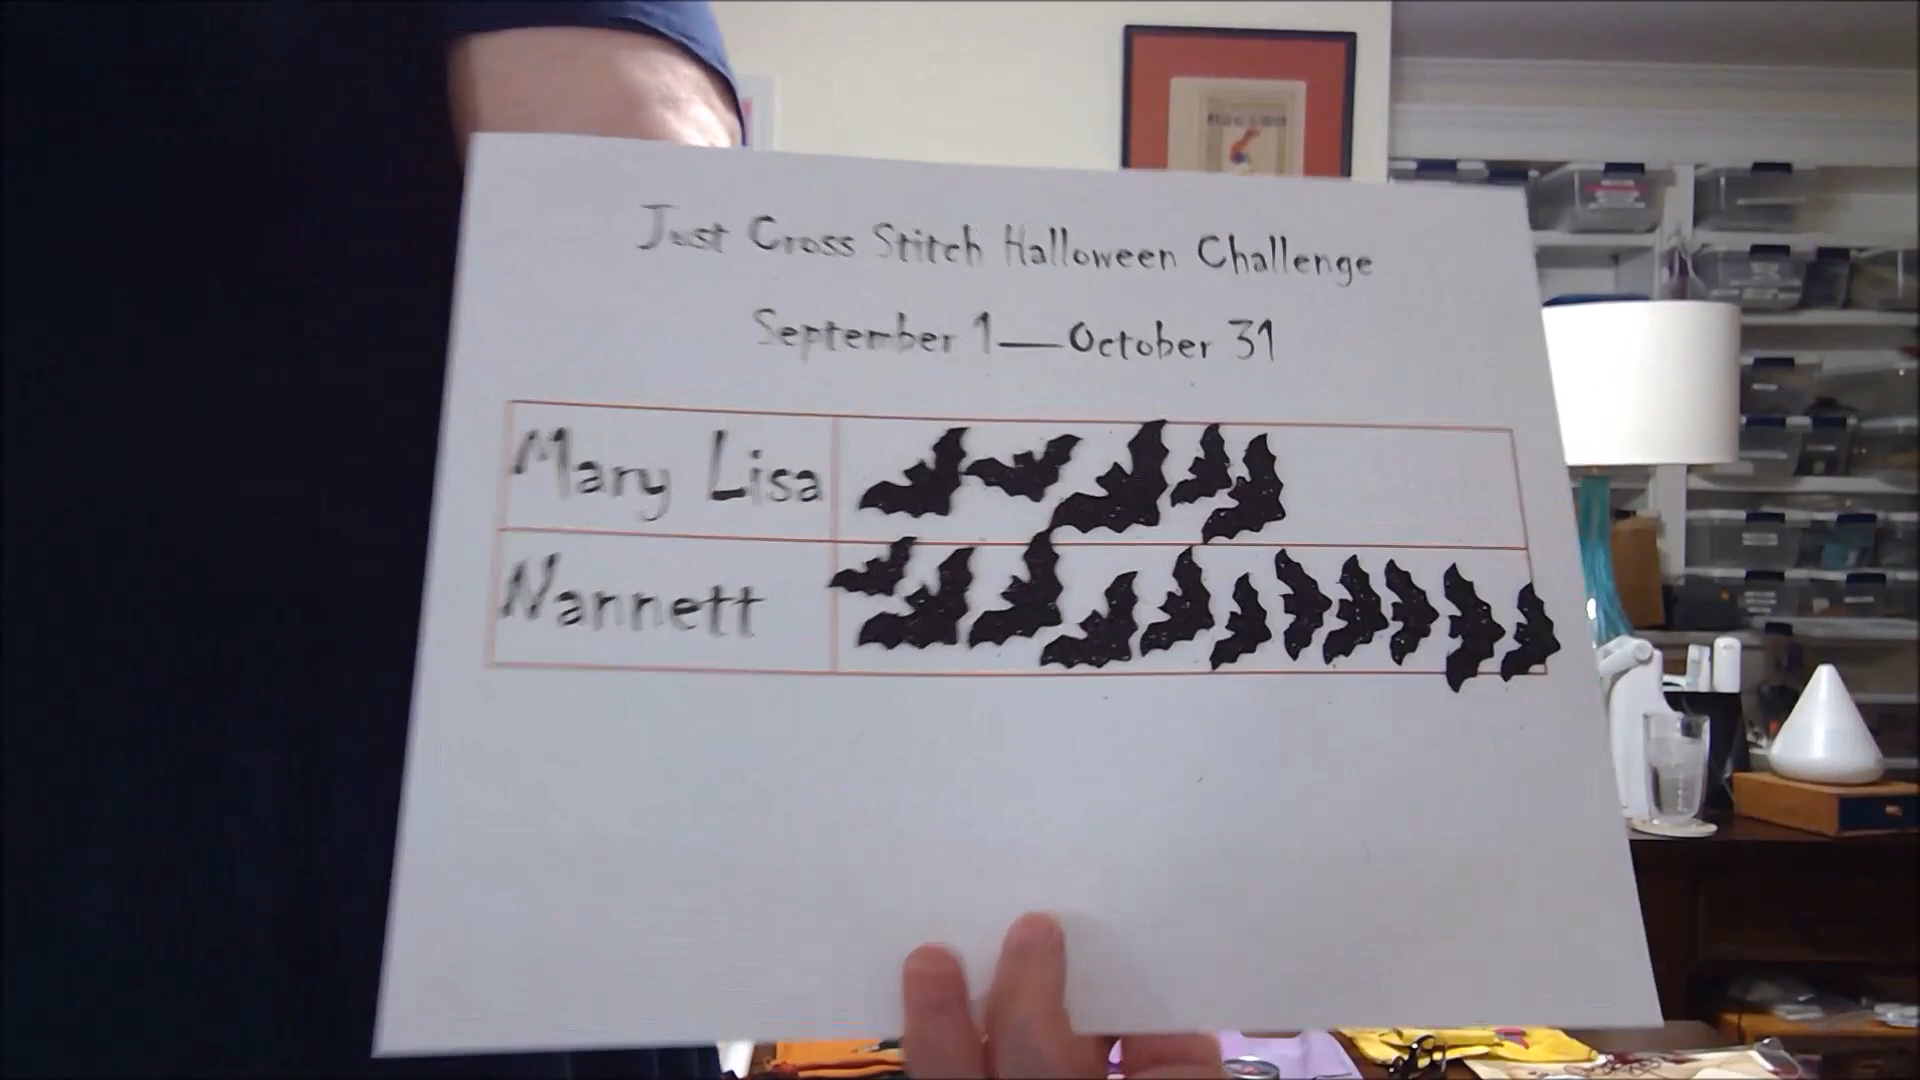 Just Cross Stitch Halloween Challenge
September 1—October 31
Mary Lisa
Nannett